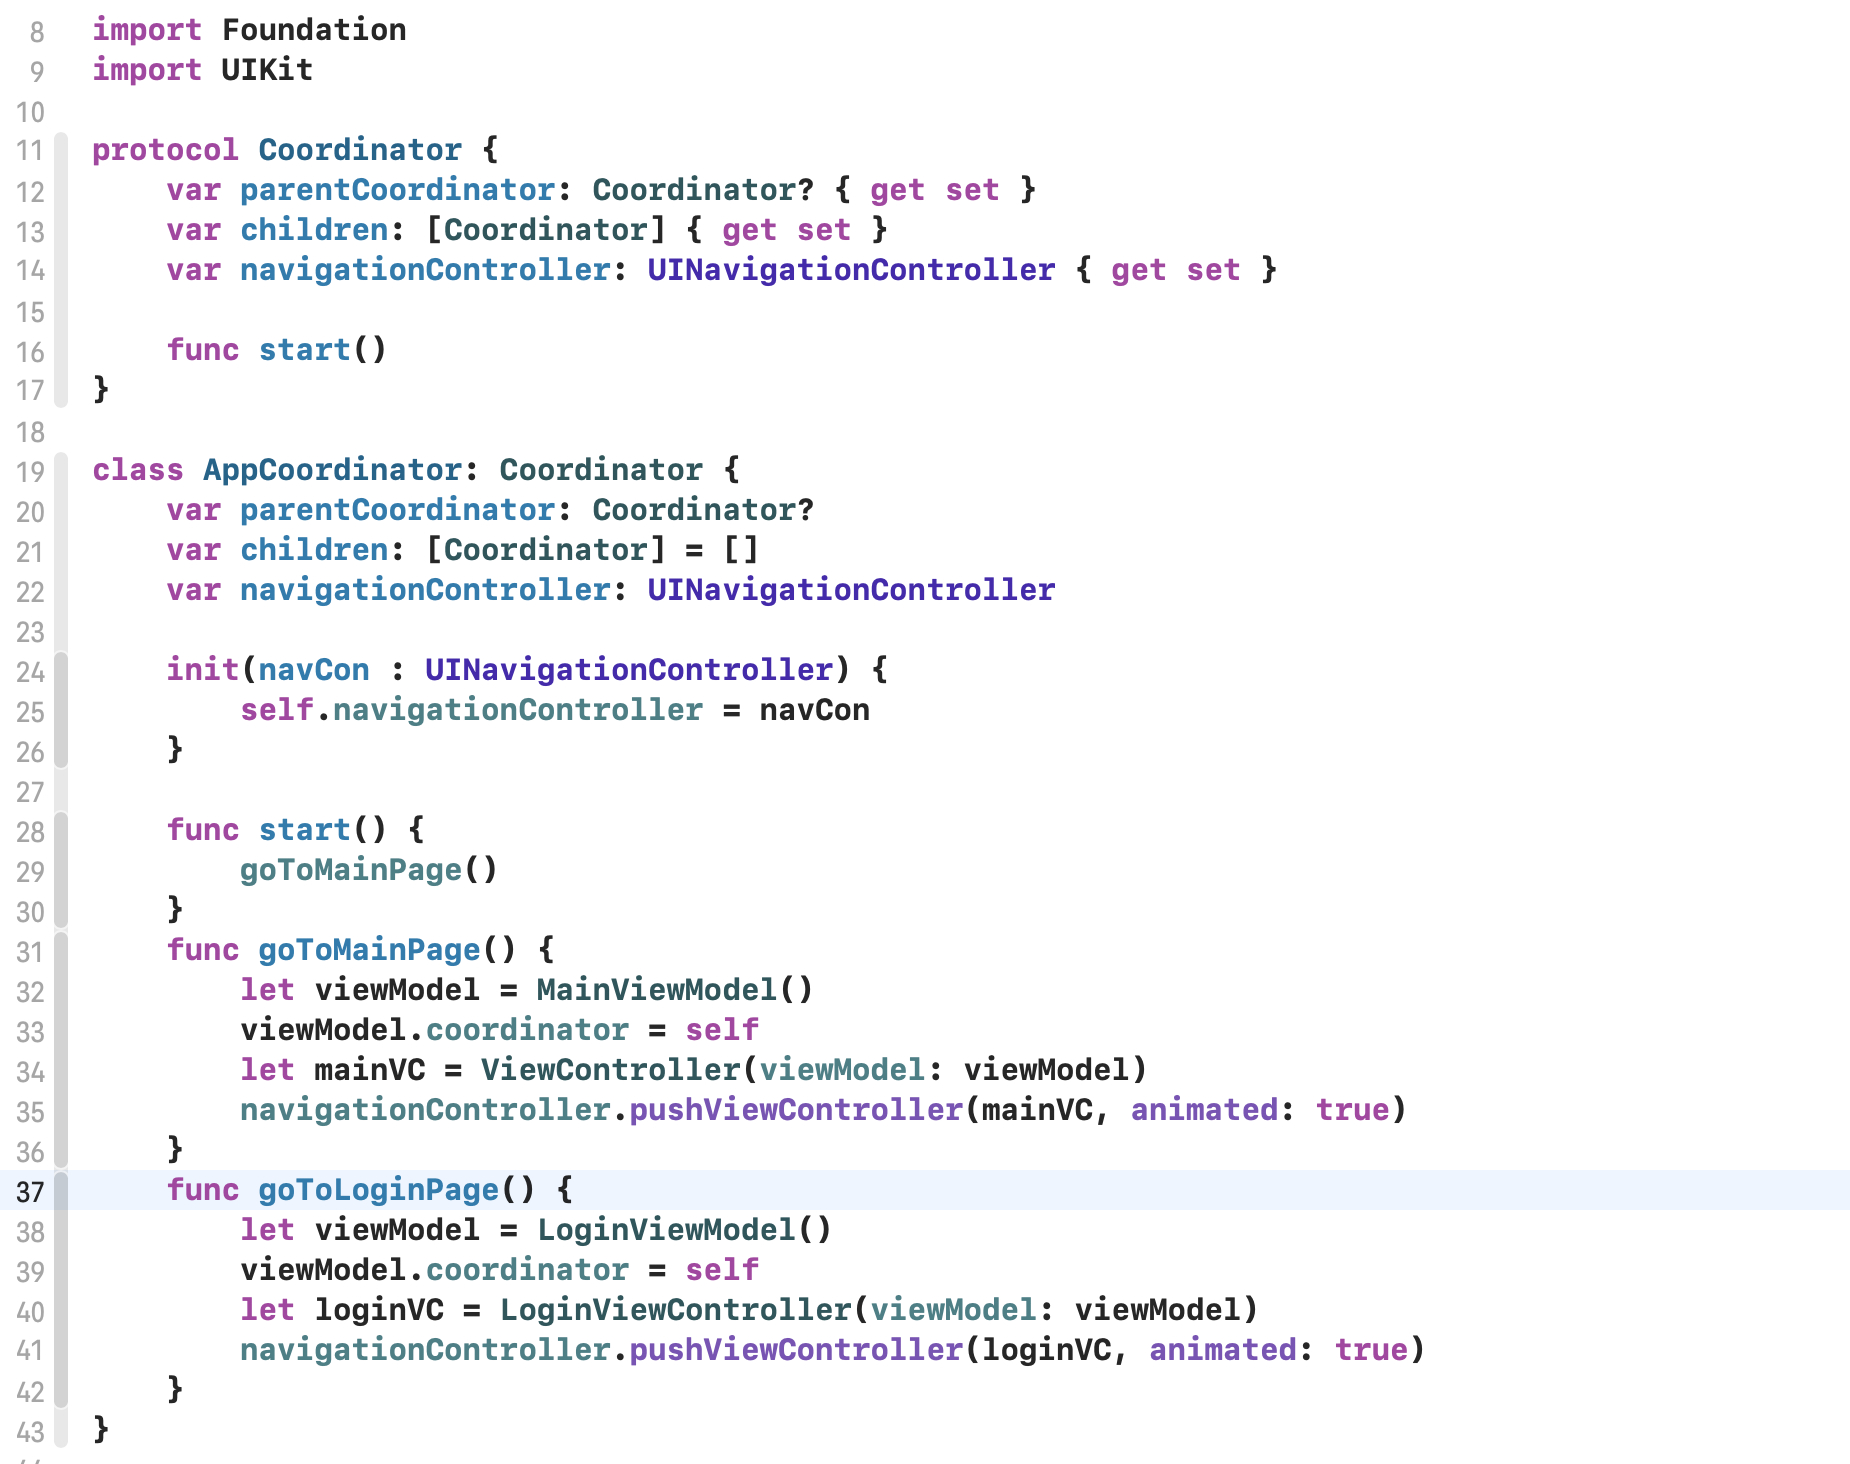 8 import Foundation
9 import UIKit
10
11 protocol Coordinator {
12     var parentCoordinator: Coordinator? { get set }
13     var children: [Coordinator] { get set }
14     var navigationController: UINavigationController { get set }
15
16     func start()
17 }
18
19 class AppCoordinator: Coordinator {
20     var parentCoordinator: Coordinator?
21     var children: [Coordinator] = []
22     var navigationController: UINavigationController
23
24     init(navCon : UINavigationController) {
25         self.navigationController = navCon
26     }
27
28     func start() {
29         goToMainPage()
30     }
31     func goToMainPage() {
32         let viewModel = MainViewModel()
33         viewModel.coordinator = self
34         let mainVC = ViewController(viewModel: viewModel)
35         navigationController.pushViewController(mainVC, animated: true)
36     }
37     func goToLoginPage() {
38         let viewModel = LoginViewModel()
39         viewModel.coordinator = self
40         let loginVC = LoginViewController(viewModel: viewModel)
41         navigationController.pushViewController(loginVC, animated: true)
42     }
43 }